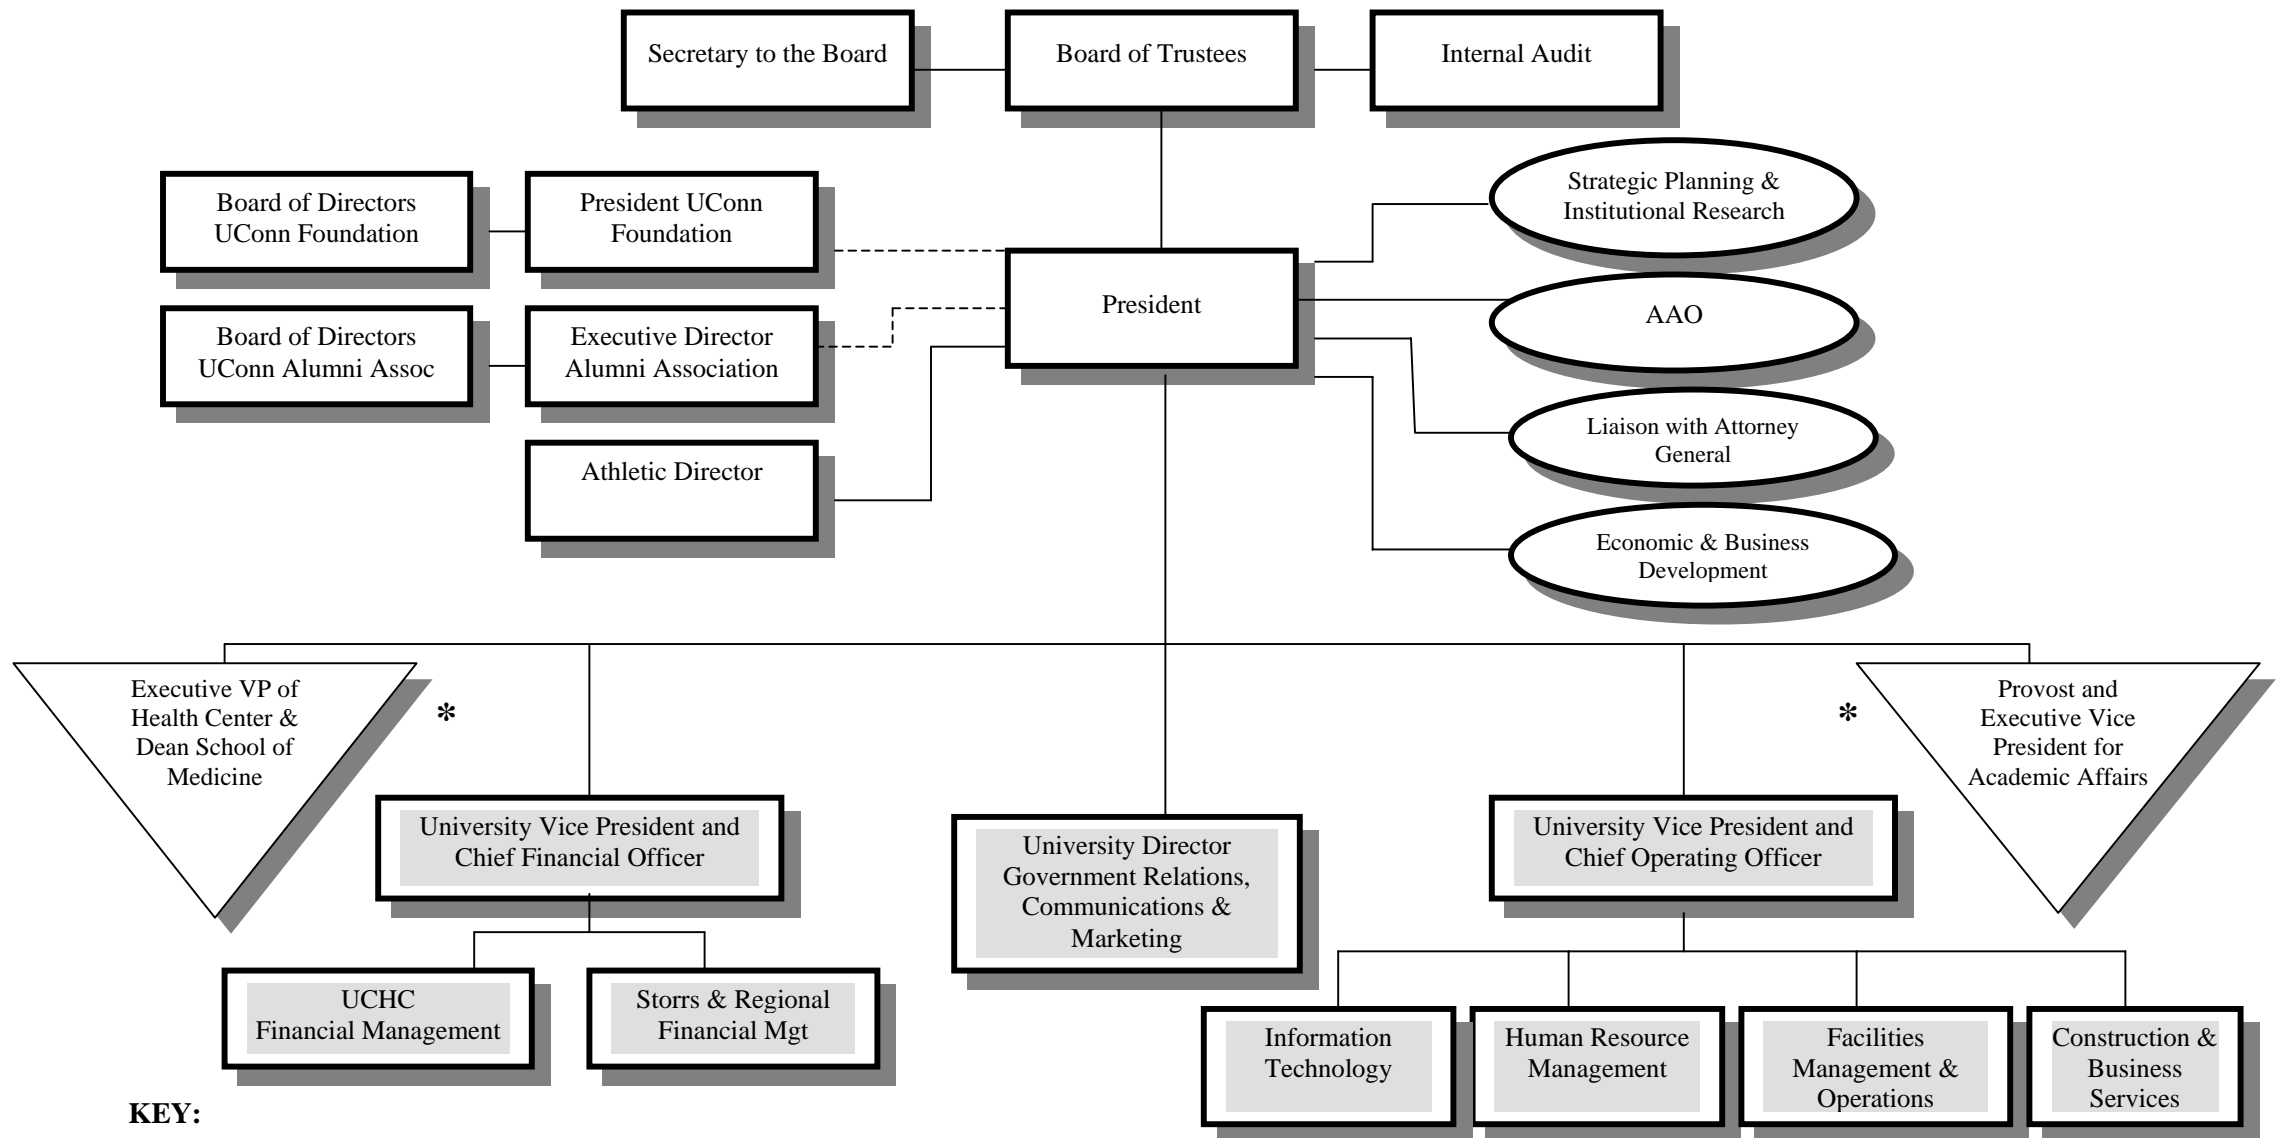 Secretary to the Board
Board of Trustees
Internal Audit
Board of Directors
UConn Foundation
President UConn
Foundation
Strategic Planning &
Institutional Research
President
AAO
Board of Directors
UConn Alumni Assoc
Executive Director
Alumni Association
Liaison with Attorney
General
Athletic Director
Economic & Business
Development
Executive VP of
Health Center &
Dean School of
Medicine
*
*
Provost and
Executive Vice
President for
Academic Affairs
University Vice President and
Chief Financial Officer
University Director
Government Relations,
Communications &
Marketing
University Vice President and
Chief Operating Officer
UCHC
Financial Management
Storrs & Regional
Financial Mgt
Information
Technology
Human Resource
Management
Facilities
Management &
Operations
Construction &
Business
Services
KEY: